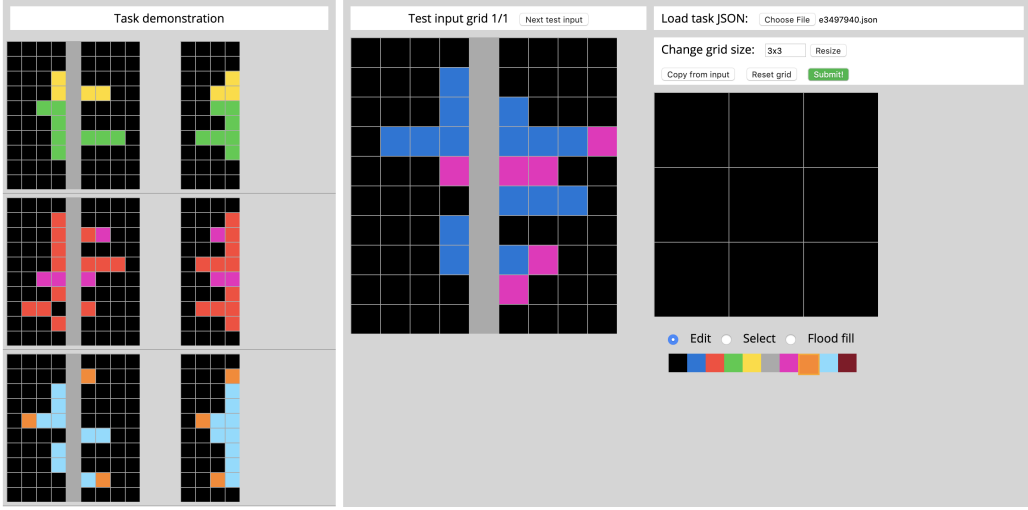 Task demonstration
Test input grid 1/1 Next test input
Load task JSON: Choose File e3497940.json
Change grid size: 3x3 Resize
Copy from input Reset grid Submit!
Edit Select Flood fill